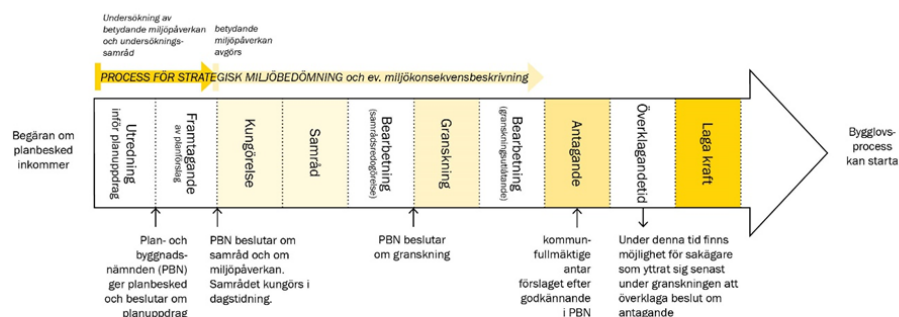 Undersökning av
betydande miljöpåverkan
och undersöknings-
samråd
betydande
miljöpåverkan
avgörs
PROCESS FÖR STRATEGISK MILJÖBEDÖMNING och ev. miljökonsekvensbeskrivning
Begäran om
planbesked
inkommer
Utredning
inför planuppdrag
Framtagande
av planförslag
Kungörelse
Samråd
Bearbetning
(samrådsredogörelse)
Granskning
Bearbetning
(granskningsutlåtande)
Antagande
Överklagandetid
Laga kraft
Bygglovs-
process
kan starta
Plan- och
byggnads-
nämnden (PBN)
ger planbesked
och beslutar om
planuppdrag
PBN beslutar om
samråd och om
miljöpåverkan.
Samrådet kungörs i
dagstidning.
PBN beslutar
om granskning
kommun-
fullmäktige
antar
förslaget efter
godkännande
i PBN
Under denna tid finns
möjlighet för sakägare
som yttrat sig senast
under granskningen att
överklaga beslut om
antagande